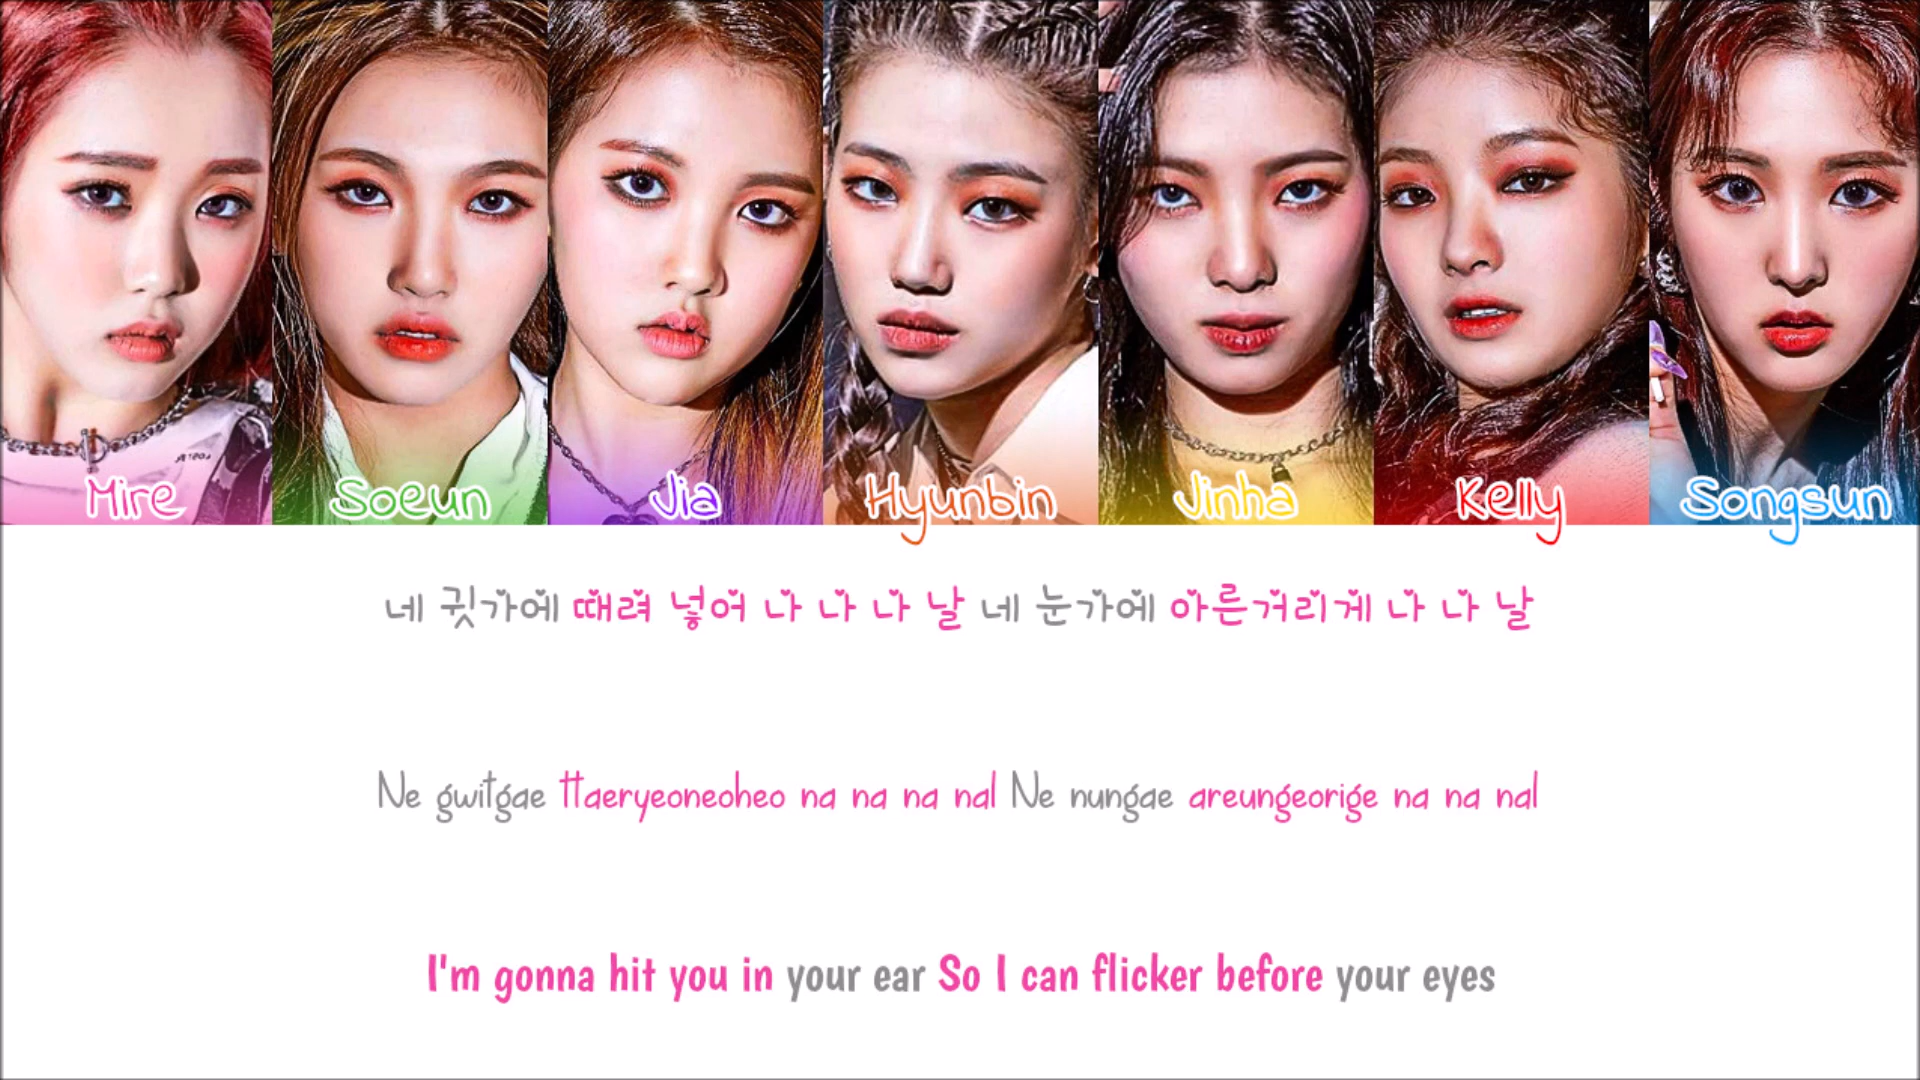 Mire Soeun Jia Hyunbin Jinha Kelly Songsun
네 귓가에 때려 넣어 나 나 나 날 네 눈가에 아른거리게 나 나 날
Ne gwitgae ttaeryeoneoheo na na na nal Ne nungae areungeorige na na nal
I'm gonna hit you in your ear So I can flicker before your eyes